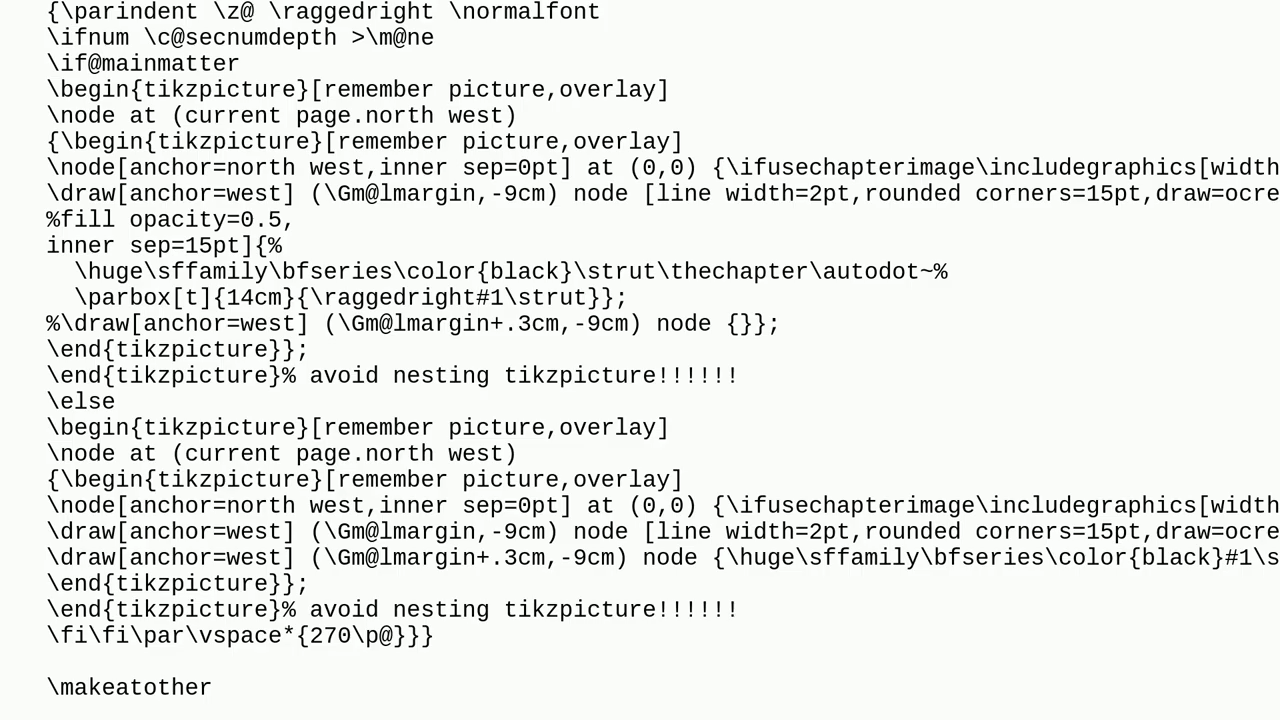 {\parindent \z@ \raggedright \normalfont
\ifnum \c@secnumdepth >\m@ne
\if@mainmatter
\begin{tikzpicture}[remember picture,overlay]
\node at (current page.north west)
{\begin{tikzpicture}[remember picture,overlay]
\node[anchor=north west,inner sep=0pt] at (0,0) {\ifusechapterimage\includegraphics[width
\draw[anchor=west] (\Gm@lmargin,-9cm) node [line width=2pt,rounded corners=15pt,draw=ocre
%fill opacity=0.5,
inner sep=15pt]{%
  \huge\sffamily\bfseries\color{black}\strut\thechapter\autodot~%
  \parbox[t]{14cm}{\raggedright#1\strut}};
%\draw[anchor=west] (\Gm@lmargin+.3cm,-9cm) node {}};
\end{tikzpicture}};
\end{tikzpicture}% avoid nesting tikzpicture!!!!!!
\else
\begin{tikzpicture}[remember picture,overlay]
\node at (current page.north west)
{\begin{tikzpicture}[remember picture,overlay]
\node[anchor=north west,inner sep=0pt] at (0,0) {\ifusechapterimage\includegraphics[width
\draw[anchor=west] (\Gm@lmargin,-9cm) node [line width=2pt,rounded corners=15pt,draw=ocre
\draw[anchor=west] (\Gm@lmargin+.3cm,-9cm) node {\huge\sffamily\bfseries\color{black}#1\s
\end{tikzpicture}};
\end{tikzpicture}% avoid nesting tikzpicture!!!!!!
\fi\fi\par\vspace*{270\p@}}}

\makeatother